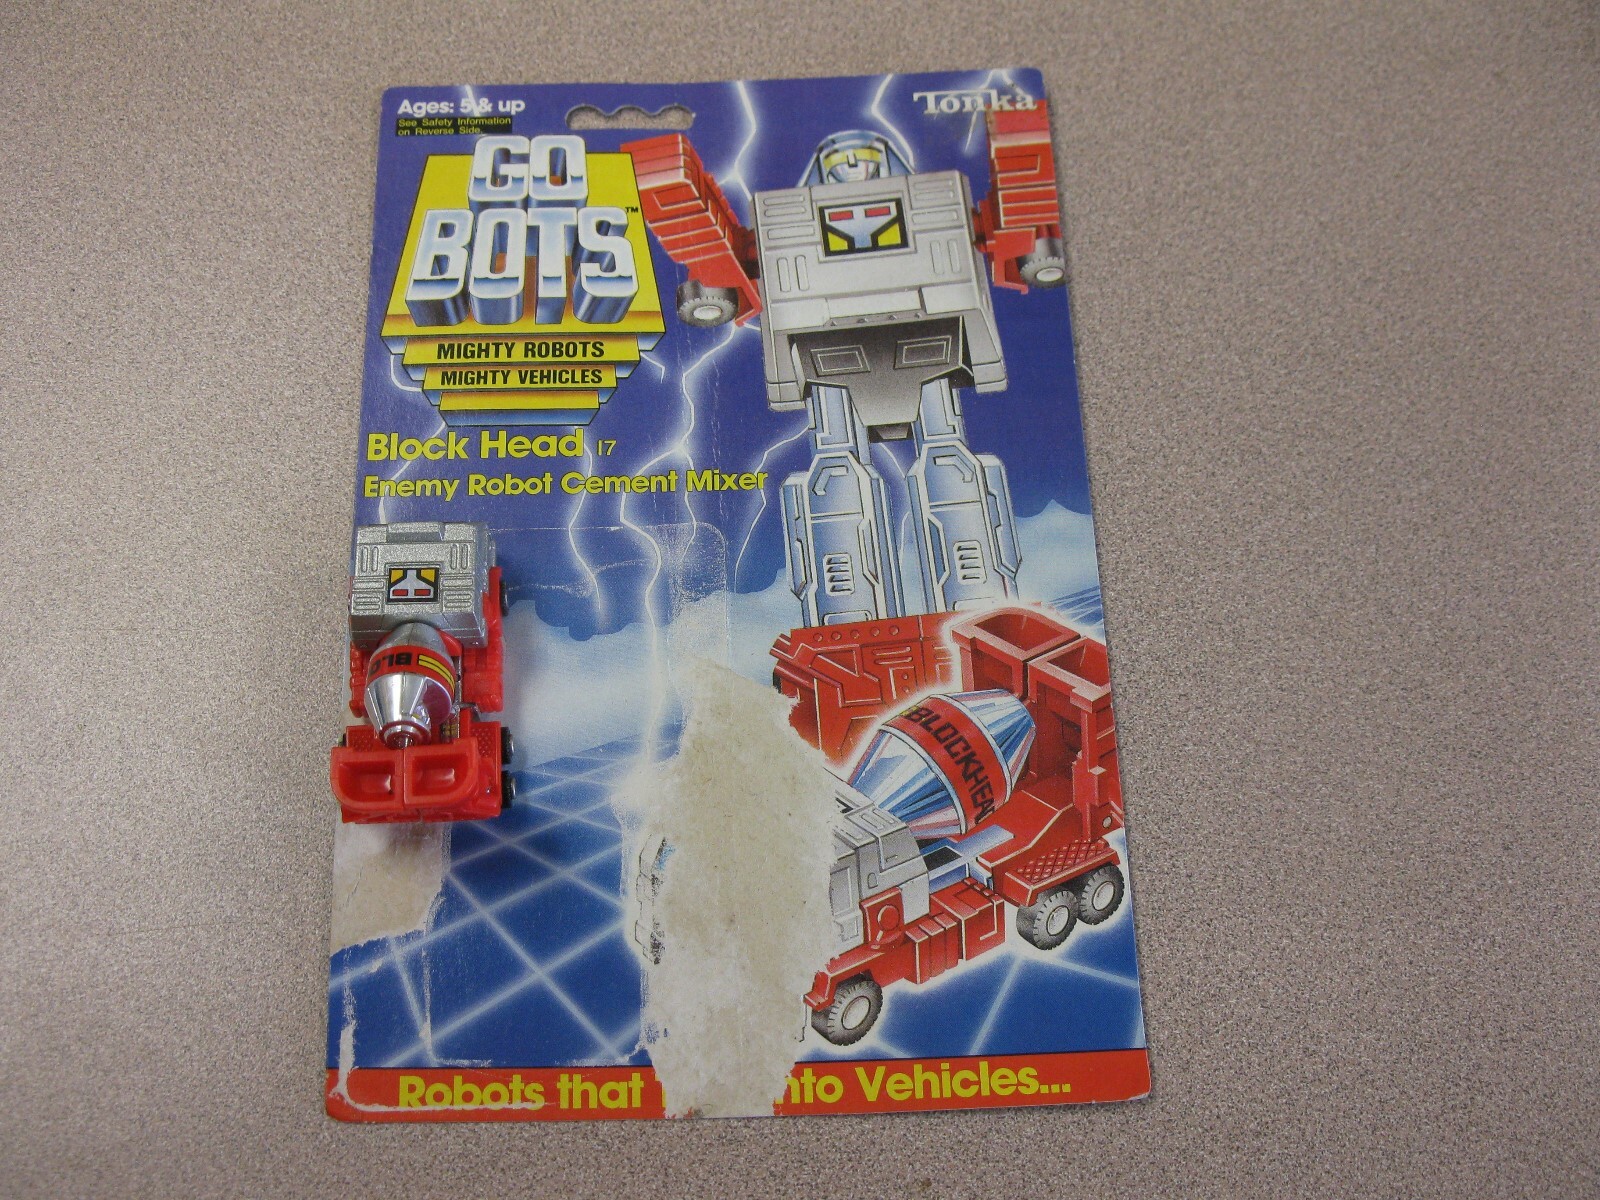 Ages: 5 & up
See Safety Information
on Reverse Side.
Tonka
GO
BOTS™
MIGHTY ROBOTS
MIGHTY VEHICLES
Block Head 17
Enemy Robot Cement Mixer
BLOCKHEAD
Robots that into Vehicles...